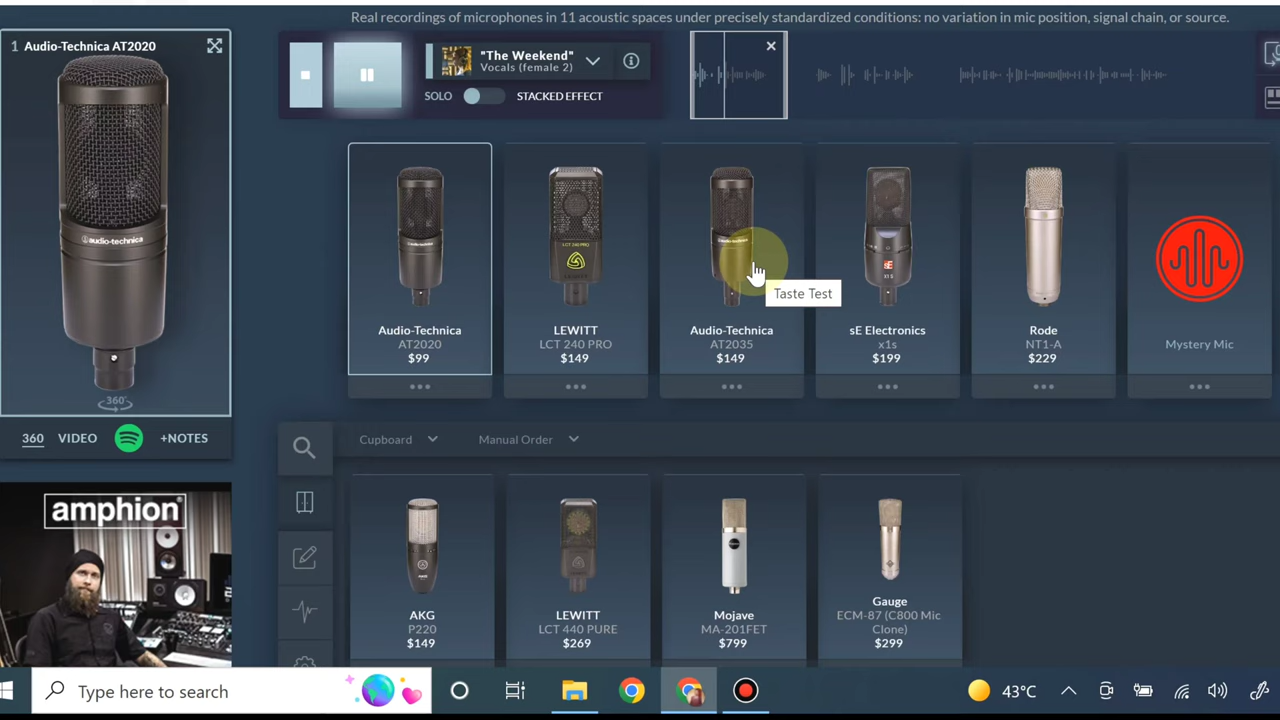 Real recordings of microphones in 11 acoustic spaces under precisely standardized conditions: no variation in mic position, signal chain, or source.
1 Audio-Technica AT2020
audio-technica
360°
360 VIDEO +NOTES
"The Weekend"
Vocals (female 2)
SOLO STACKED EFFECT
Audio-Technica
AT2020
$99
LEWITT
LCT 240 PRO
$149
Audio-Technica
AT2035
$149
Taste Test
sE Electronics
x1s
$199
Rode
NT1-A
$229
Mystery Mic
LCT 240 PRO
LEWITT
Cupboard
Manual Order
AKG
P220
$149
LEWITT
LCT 440 PURE
$269
Mojave
MA-201FET
$799
Gauge
ECM-87 (C800 Mic
Clone)
$299
amphion
Type here to search
43°C